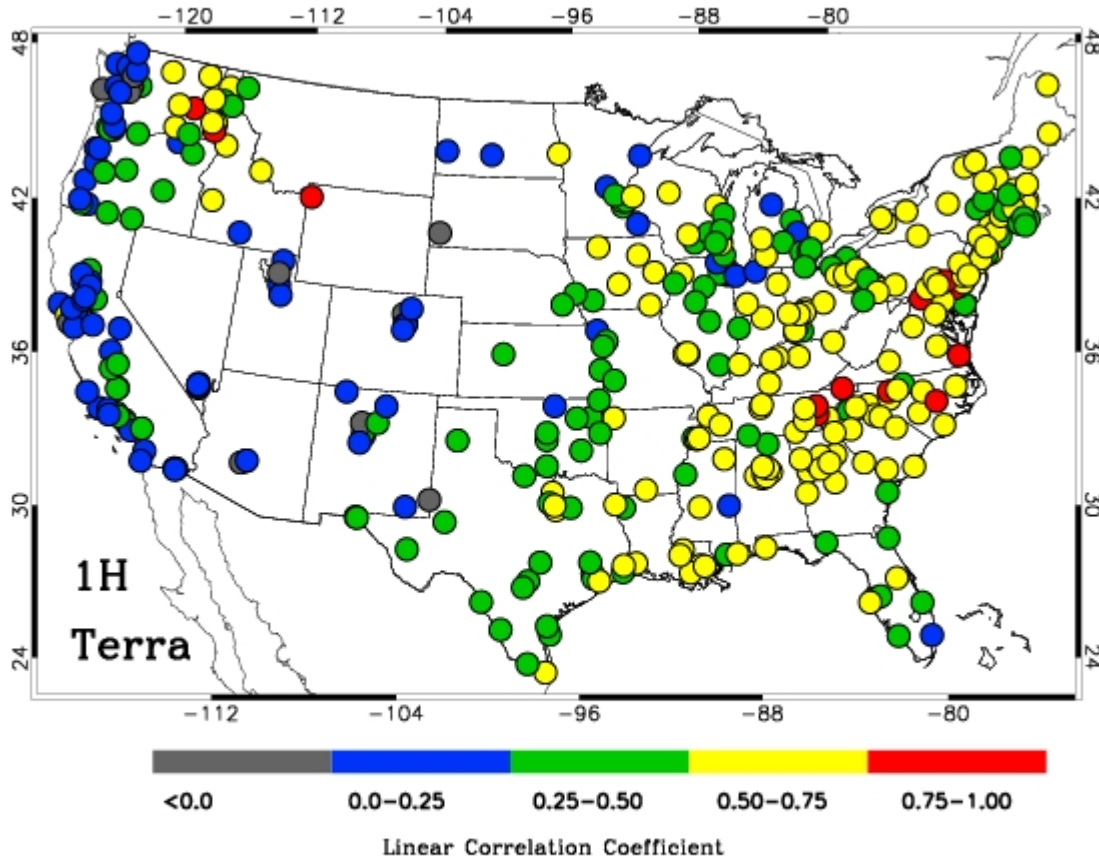 -120 -112 -104 -96 -88 -80
48 48
42 42
36 36
30 30
24 24
1H
Terra
-112 -104 -96 -88 -80
<0.0 0.0-0.25 0.25-0.50 0.50-0.75 0.75-1.00
Linear Correlation Coefficient